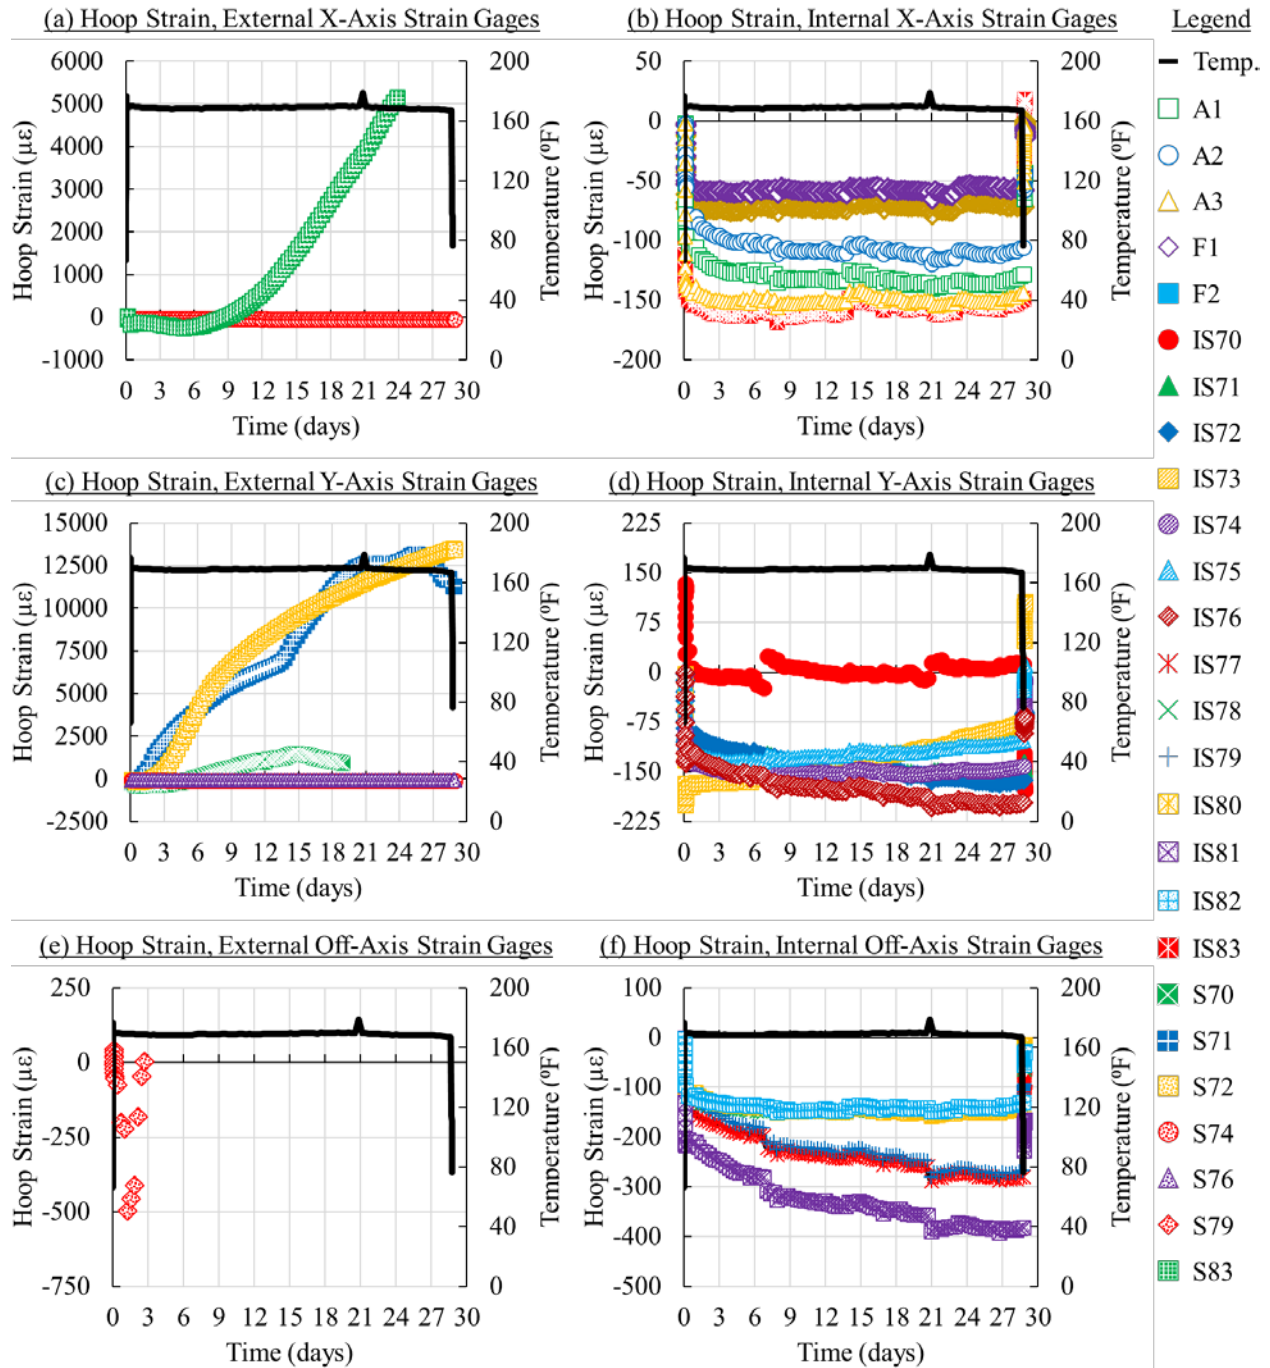 (a) Hoop Strain, External X-Axis Strain Gages
(b) Hoop Strain, Internal X-Axis Strain Gages
Legend
6000
5000
4000
3000
2000
1000
0
-1000
Hoop Strain (με)
200
160
120
80
40
0
Temperature (ºF)
0 3 6 9 12 15 18 21 24 27 30
Time (days)
50
0
-50
-100
-150
-200
Hoop Strain (με)
200
160
120
80
40
0
Temperature (ºF)
0 3 6 9 12 15 18 21 24 27 30
Time (days)
(c) Hoop Strain, External Y-Axis Strain Gages
(d) Hoop Strain, Internal Y-Axis Strain Gages
15000
12500
10000
7500
5000
2500
0
-2500
Hoop Strain (με)
200
160
120
80
40
0
Temperature (ºF)
0 3 6 9 12 15 18 21 24 27 30
Time (days)
225
150
75
0
-75
-150
-225
Hoop Strain (με)
200
160
120
80
40
0
Temperature (ºF)
0 3 6 9 12 15 18 21 24 27 30
Time (days)
(e) Hoop Strain, External Off-Axis Strain Gages
(f) Hoop Strain, Internal Off-Axis Strain Gages
250
0
-250
-500
-750
Hoop Strain (με)
200
160
120
80
40
0
Temperature (ºF)
0 3 6 9 12 15 18 21 24 27 30
Time (days)
100
0
-100
-200
-300
-400
-500
Hoop Strain (με)
200
160
120
80
40
0
Temperature (ºF)
0 3 6 9 12 15 18 21 24 27 30
Time (days)
Temp.
A1
A2
A3
F1
F2
IS70
IS71
IS72
IS73
IS74
IS75
IS76
IS77
IS78
IS79
IS80
IS81
IS82
IS83
S70
S71
S72
S74
S76
S79
S83